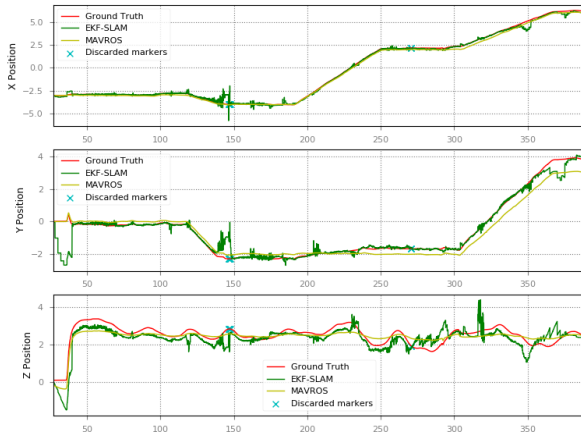 5.0
2.5
0.0
−2.5
−5.0
X Position
Ground Truth
EKF-SLAM
MAVROS
Discarded markers
50 100 150 200 250 300 350
4
2
0
−2
Y Position
Ground Truth
EKF-SLAM
MAVROS
Discarded markers
50 100 150 200 250 300 350
4
2
0
Z Position
Ground Truth
EKF-SLAM
MAVROS
Discarded markers
50 100 150 200 250 300 350